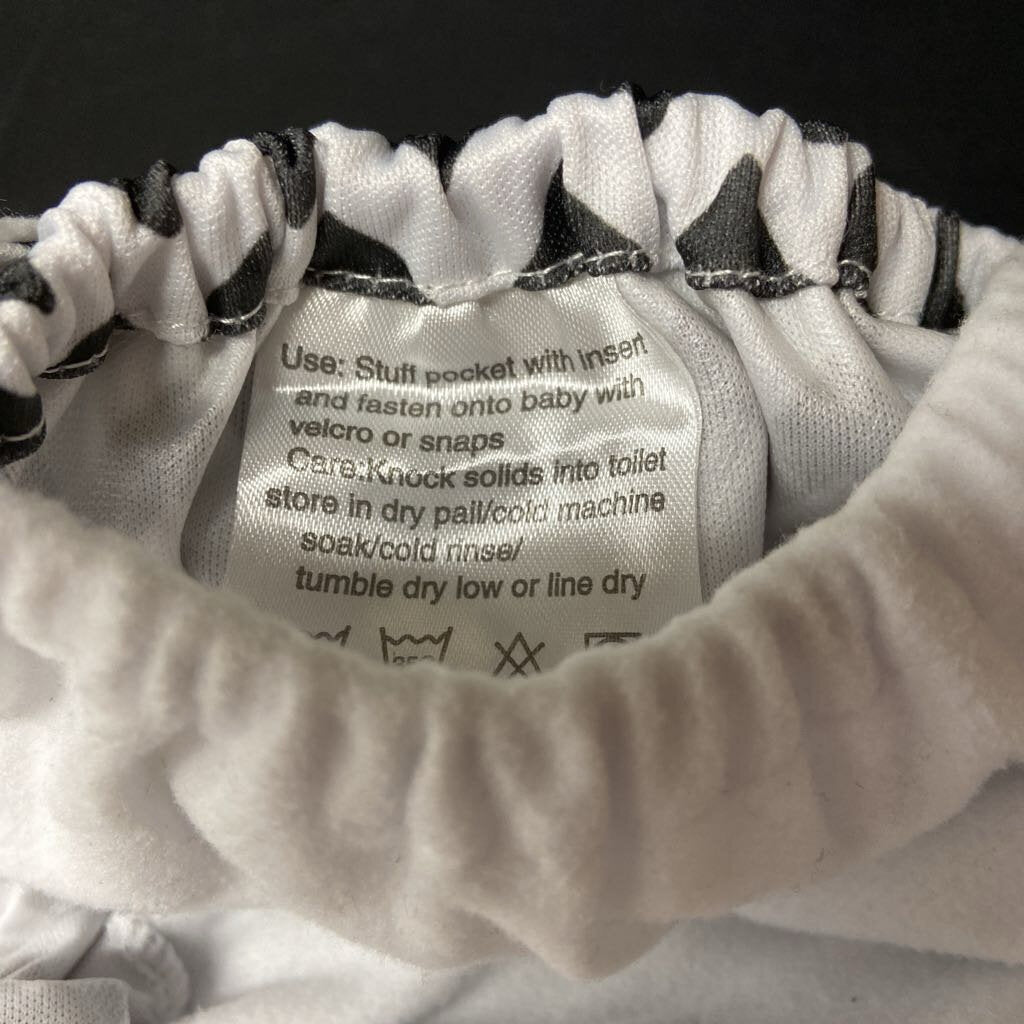 Use: Stuff pocket with insert
and fasten onto baby with
velcro or snaps
Care:Knock solids into toilet
store in dry pail/cold machine
soak/cold rinse/
tumble dry low or line dry